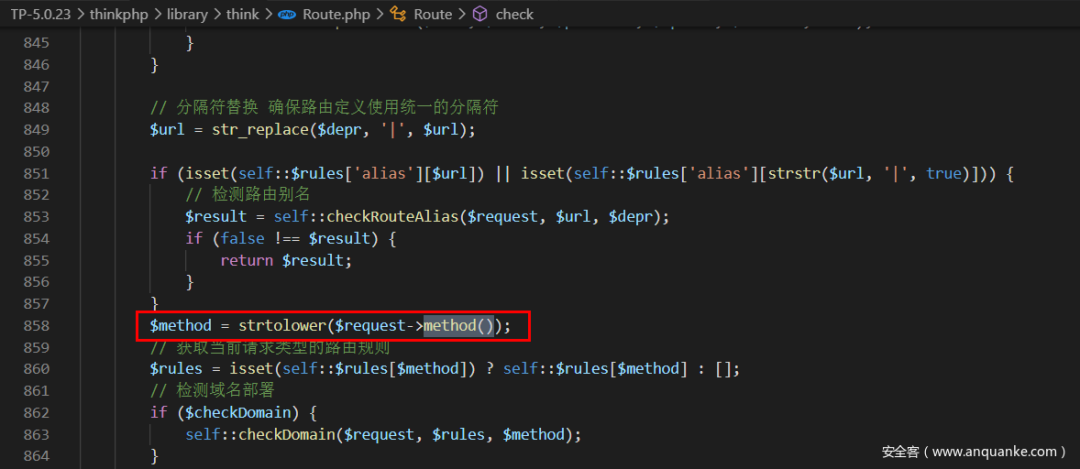 TP-5.0.23 > thinkphp > library > think > Route.php > Route > check
845 }
846 }
847
848 // 分隔符替换 确保路由定义使用统一的分隔符
849 $url = str_replace($depr, '|', $url);
850
851 if (isset(self::$rules['alias'][$url]) || isset(self::$rules['alias'][strstr($url, '|', true)])) {
852 // 检测路由别名
853 $result = self::checkRouteAlias($request, $url, $depr);
854 if (false !== $result) {
855 return $result;
856 }
857 }
858 $method = strtolower($request->method());
859 // 获取当前请求类型的路由规则
860 $rules = isset(self::$rules[$method]) ? self::$rules[$method] : [];
861 // 检测域名部署
862 if ($checkDomain) {
863 self::checkDomain($request, $rules, $method);
864 }
安全客（www.anquanke.com）